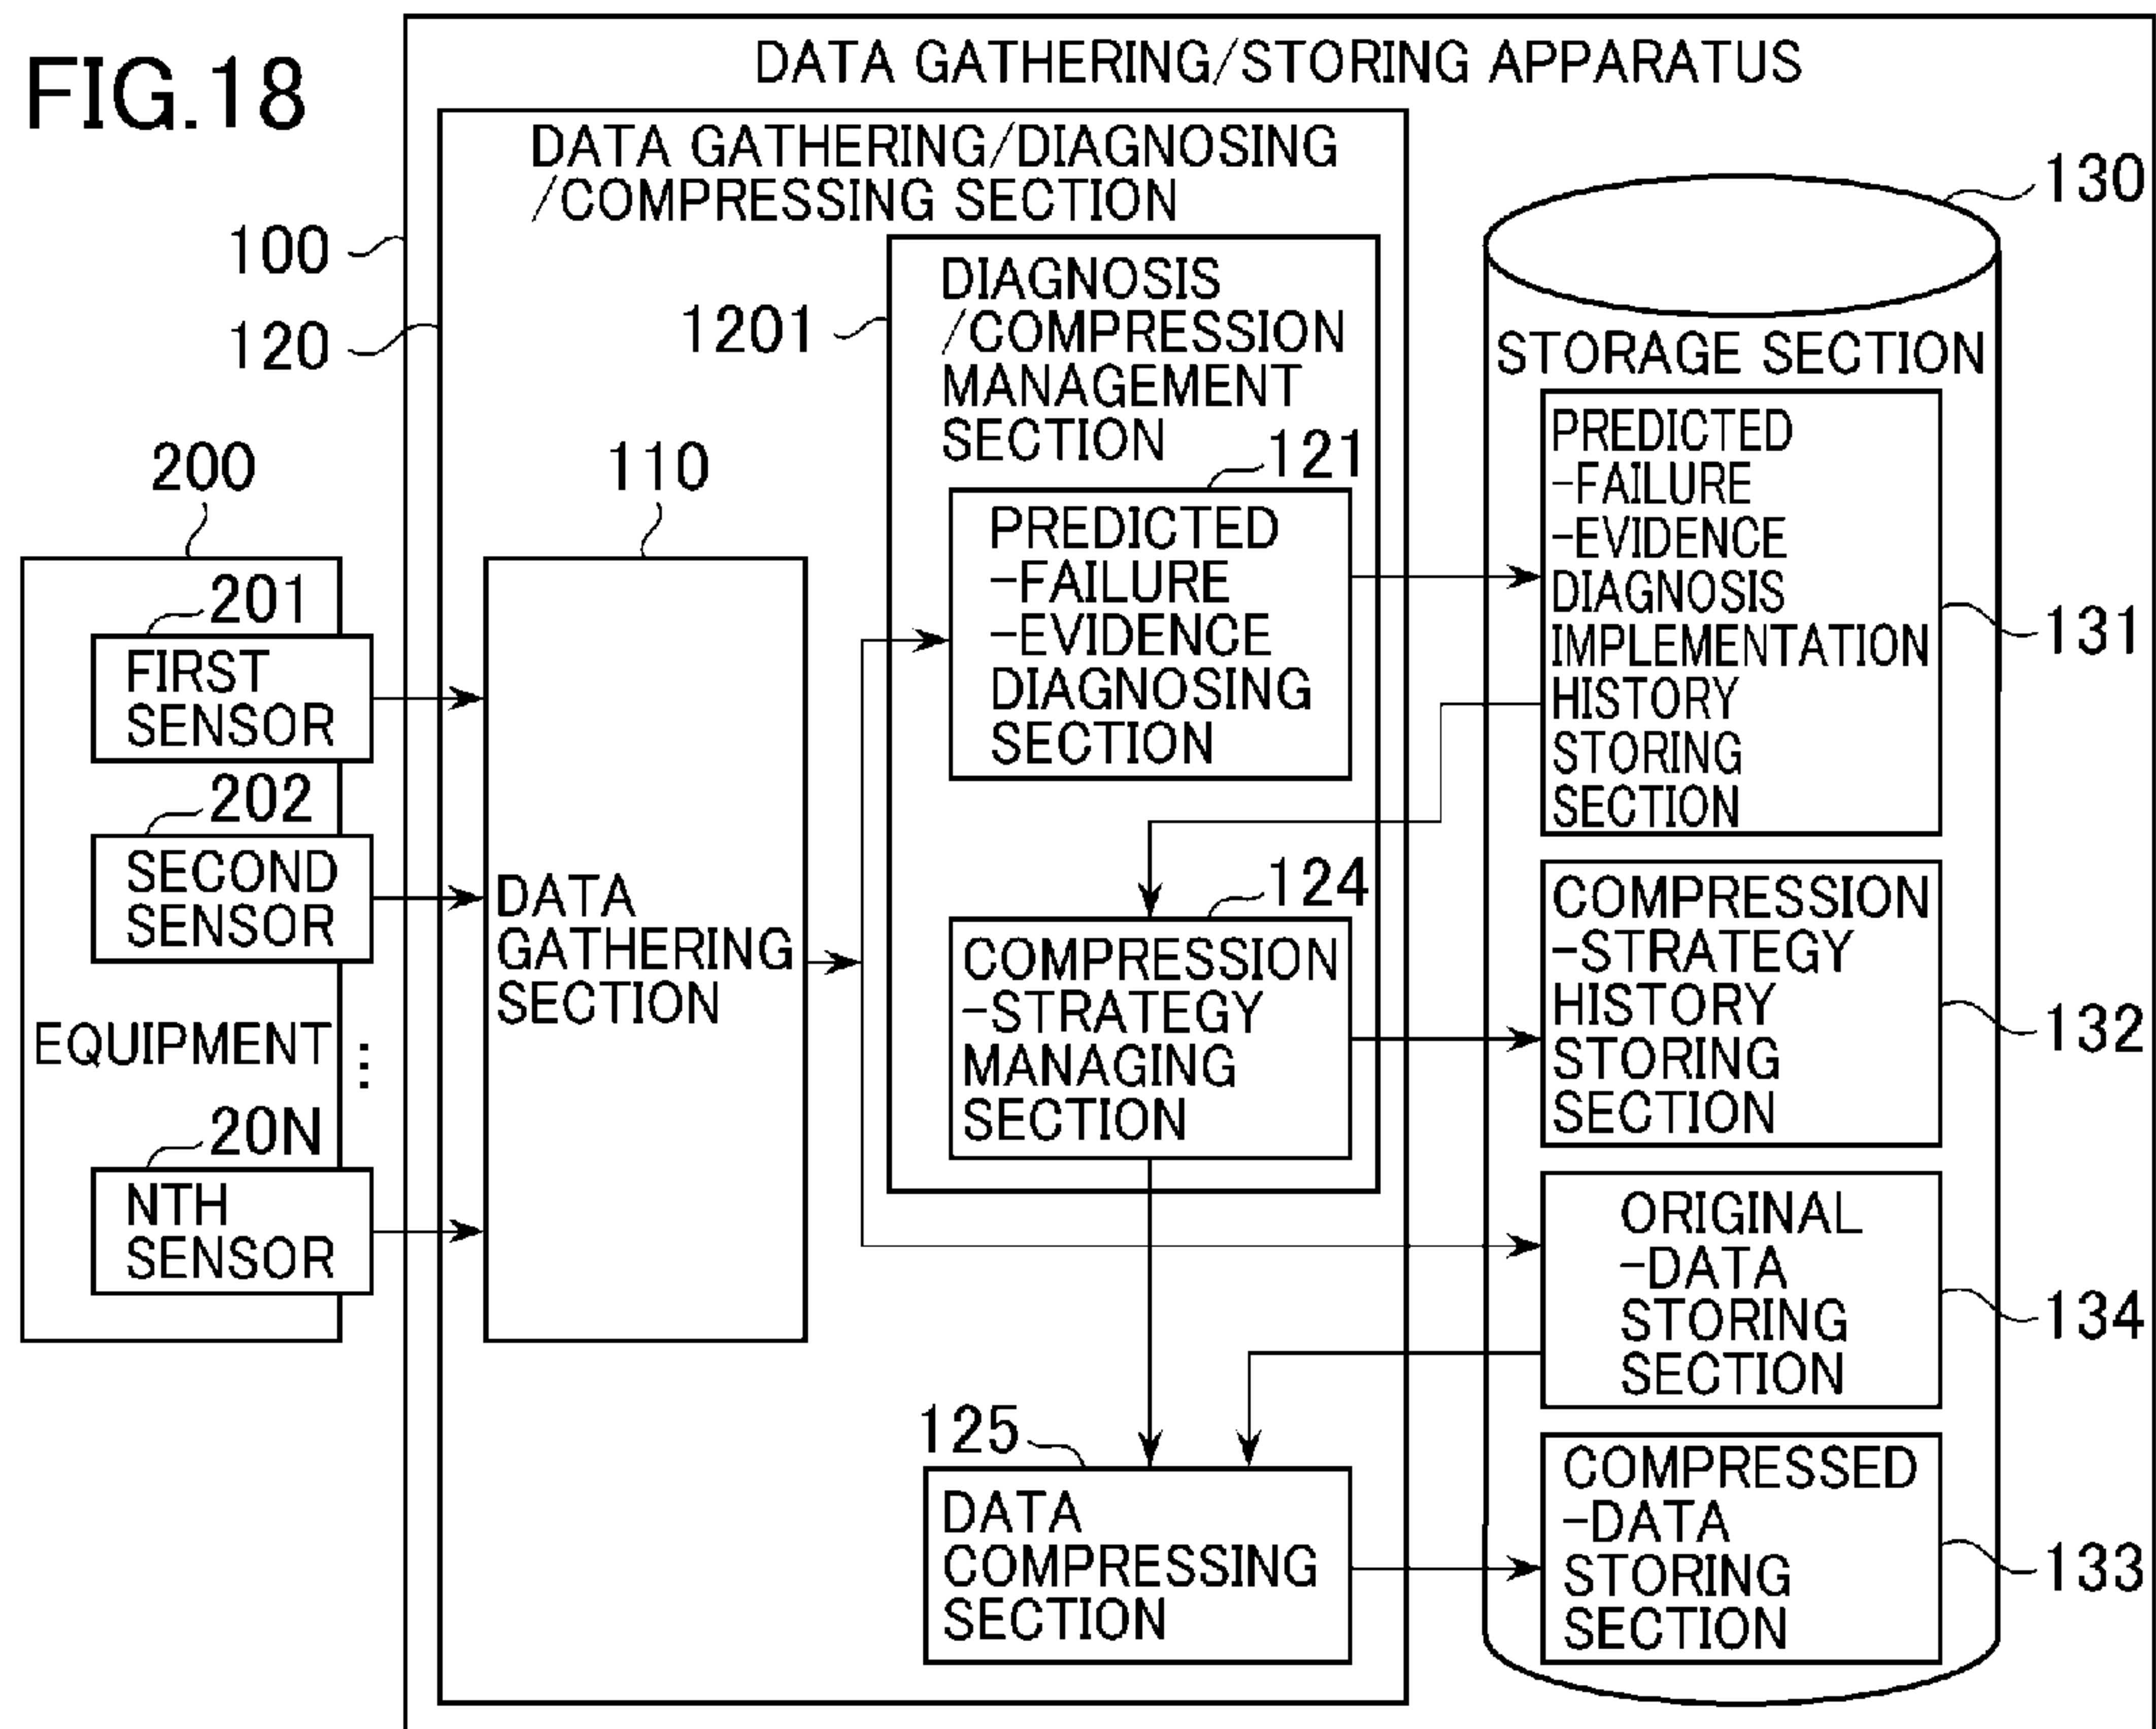 FIG.18
DATA GATHERING/STORING APPARATUS
DATA GATHERING/DIAGNOSING
/COMPRESSING SECTION
100
120
1201
DIAGNOSIS
/COMPRESSION
MANAGEMENT
SECTION
130
STORAGE SECTION
200
201
FIRST
SENSOR
202
SECOND
SENSOR
EQUIPMENT
⋮
20N
NTH
SENSOR
110
DATA
GATHERING
SECTION
121
PREDICTED
-FAILURE
-EVIDENCE
DIAGNOSING
SECTION
124
COMPRESSION
-STRATEGY
MANAGING
SECTION
125
DATA
COMPRESSING
SECTION
PREDICTED
-FAILURE
-EVIDENCE
DIAGNOSIS
IMPLEMENTATION
HISTORY
STORING
SECTION
131
COMPRESSION
-STRATEGY
HISTORY
STORING
SECTION
132
ORIGINAL
-DATA
STORING
SECTION
134
COMPRESSED
-DATA
STORING
SECTION
133